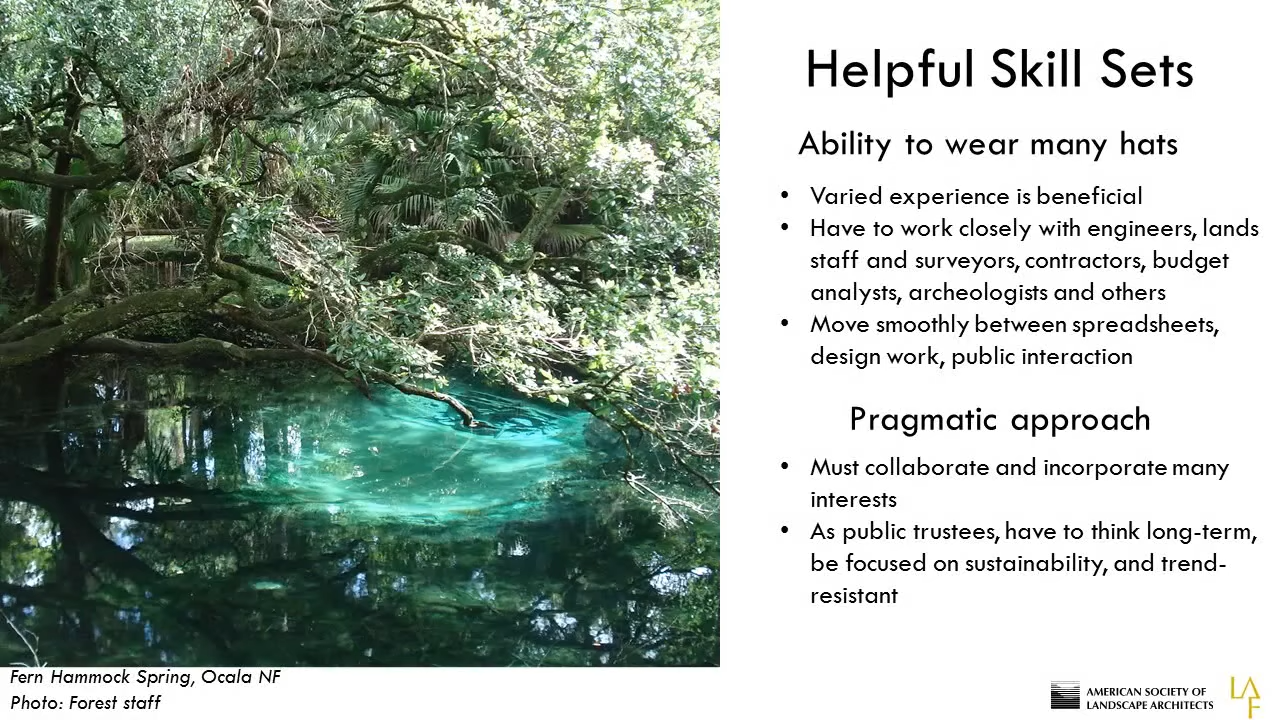 Helpful Skill Sets
Ability to wear many hats
• Varied experience is beneficial
• Have to work closely with engineers, lands
staff and surveyors, contractors, budget
analysts, archeologists and others
• Move smoothly between spreadsheets,
design work, public interaction
Pragmatic approach
• Must collaborate and incorporate many
interests
• As public trustees, have to think long-term,
be focused on sustainability, and trend-
resistant
Fern Hammock Spring, Ocala NF
Photo: Forest staff
AMERICAN SOCIETY OF
LANDSCAPE ARCHITECTS
LAF